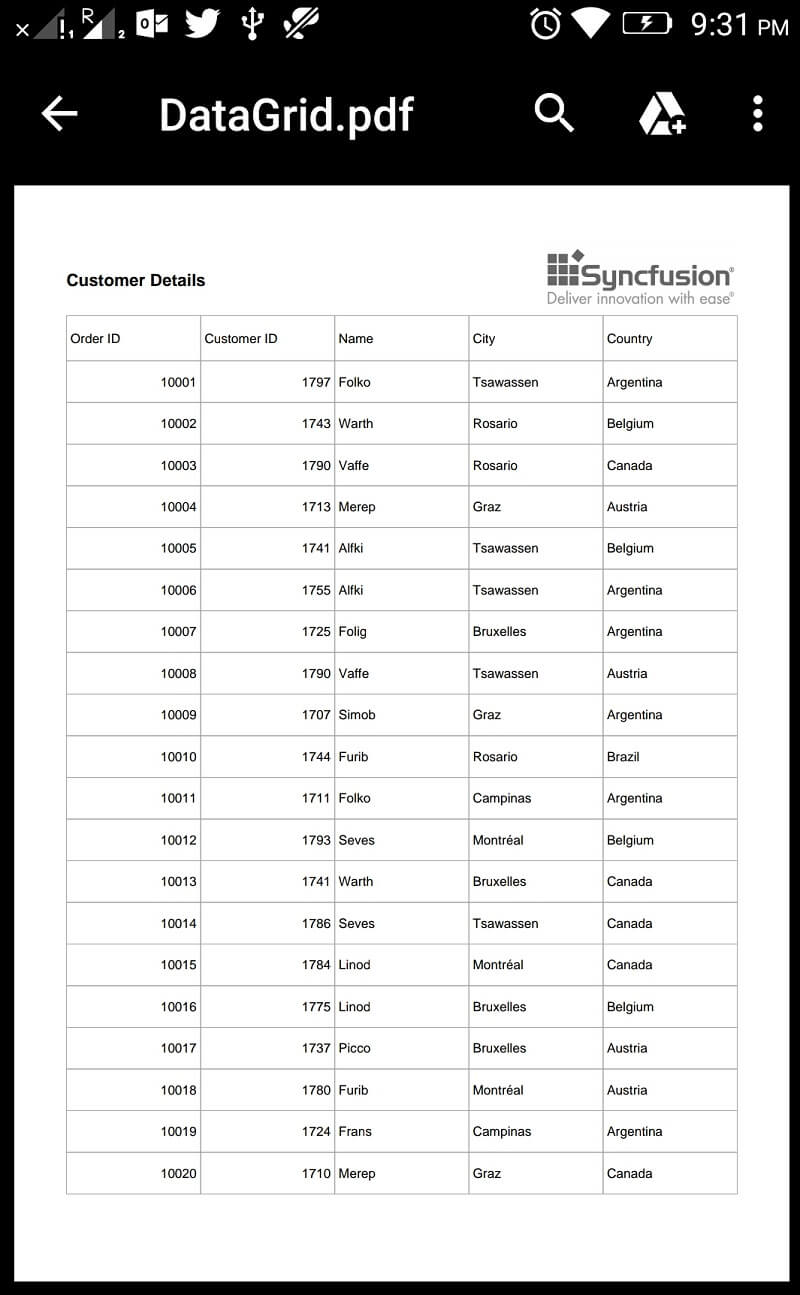 R 1 2 9:31 PM
DataGrid.pdf
Syncfusion®
Customer Details
Deliver innovation with ease®
Order ID Customer ID Name City Country
10001 1797 Folko Tsawassen Argentina
10002 1743 Warth Rosario Belgium
10003 1790 Vaffe Rosario Canada
10004 1713 Merep Graz Austria
10005 1741 Alfki Tsawassen Belgium
10006 1755 Alfki Tsawassen Argentina
10007 1725 Folig Bruxelles Argentina
10008 1790 Vaffe Tsawassen Austria
10009 1707 Simob Graz Argentina
10010 1744 Furib Rosario Brazil
10011 1711 Folko Campinas Argentina
10012 1793 Seves Montréal Belgium
10013 1741 Warth Bruxelles Canada
10014 1786 Seves Tsawassen Canada
10015 1784 Linod Montréal Canada
10016 1775 Linod Bruxelles Belgium
10017 1737 Picco Bruxelles Austria
10018 1780 Furib Montréal Austria
10019 1724 Frans Campinas Argentina
10020 1710 Merep Graz Canada